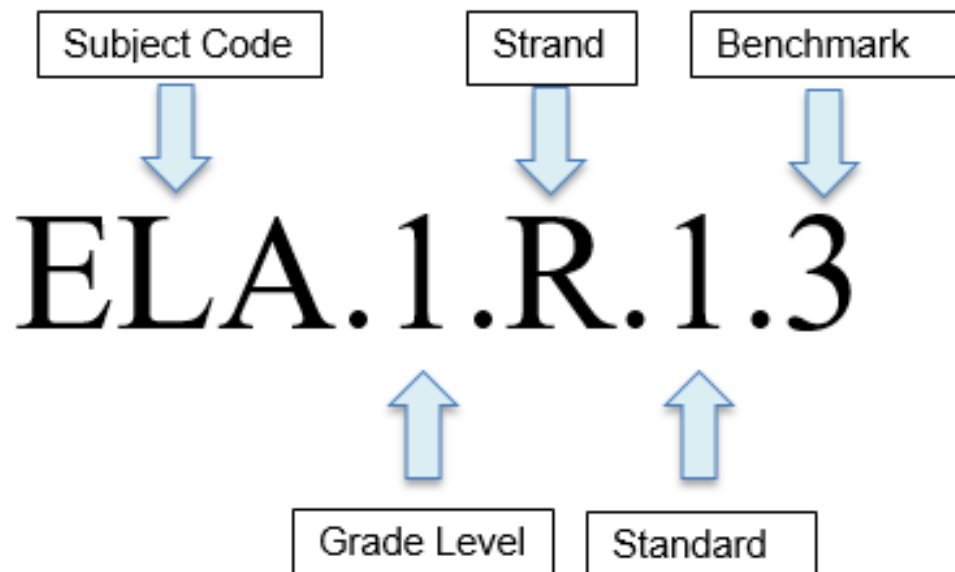 Subject Code
Strand
Benchmark
ELA.1.R.1.3
Grade Level
Standard